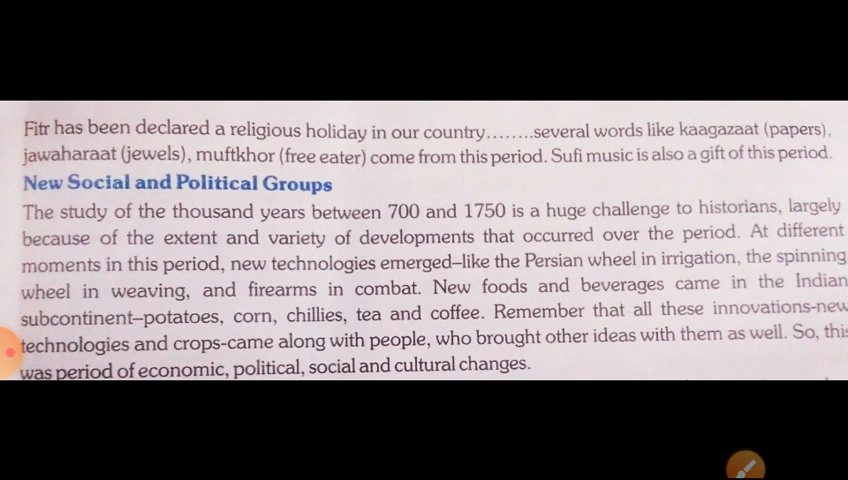 Fitr has been declared a religious holiday in our country........several words like kaagazaat (papers),
jawaharaat (jewels), muftkhor (free eater) come from this period. Sufi music is also a gift of this period.
New Social and Political Groups
The study of the thousand years between 700 and 1750 is a huge challenge to historians, largely
because of the extent and variety of developments that occurred over the period. At different
moments in this period, new technologies emerged–like the Persian wheel in irrigation, the spinning
wheel in weaving, and firearms in combat. New foods and beverages came in the Indian
subcontinent–potatoes, corn, chillies, tea and coffee. Remember that all these innovations-new
technologies and crops-came along with people, who brought other ideas with them as well. So, this
was period of economic, political, social and cultural changes.